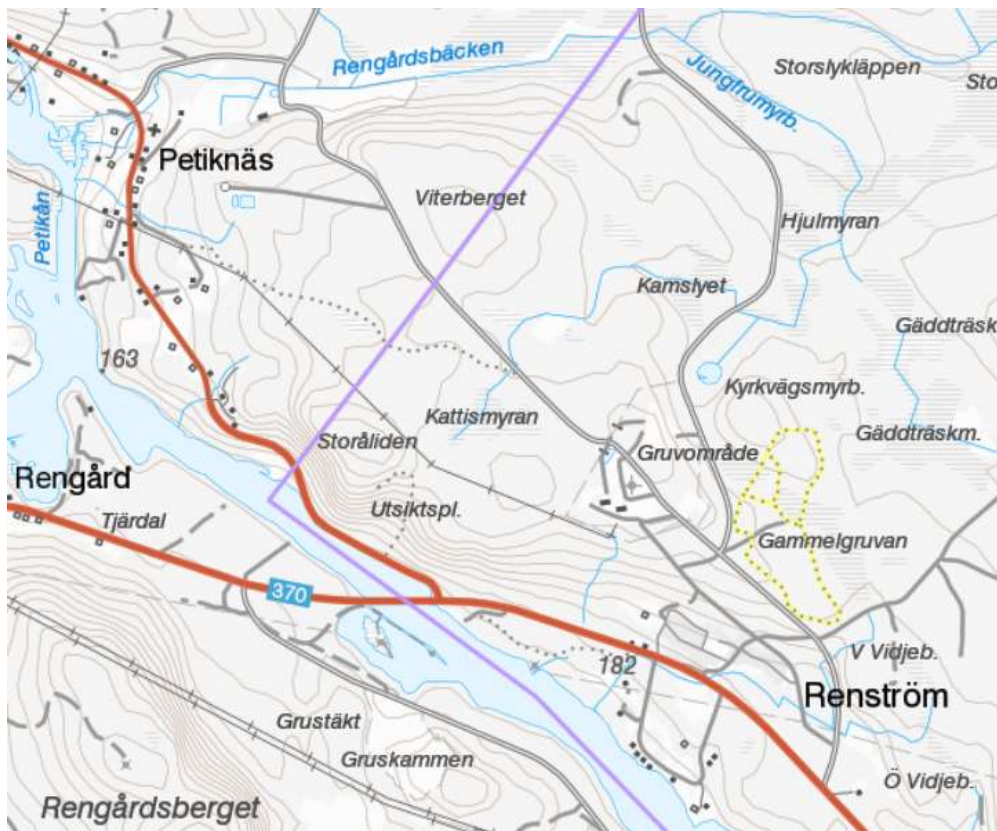 Rengårdsbäcken
Jungfrumyrb.
Storslykläppen
Sto
Petiknäs
Viterberget
Petikån
Hjulmyran
Kamslyet
Gäddträsk
163
Kyrkvägsmyrb.
Kattismyran
Gäddträskm.
Storåliden
Gruvområde
Rengård
Utsiktspl.
Tjärdal
Gammelgruvan
370
182
V Vidjeb.
Renström
Grustäkt
Gruskammen
Ö Vidjeb.
Rengårdsberget